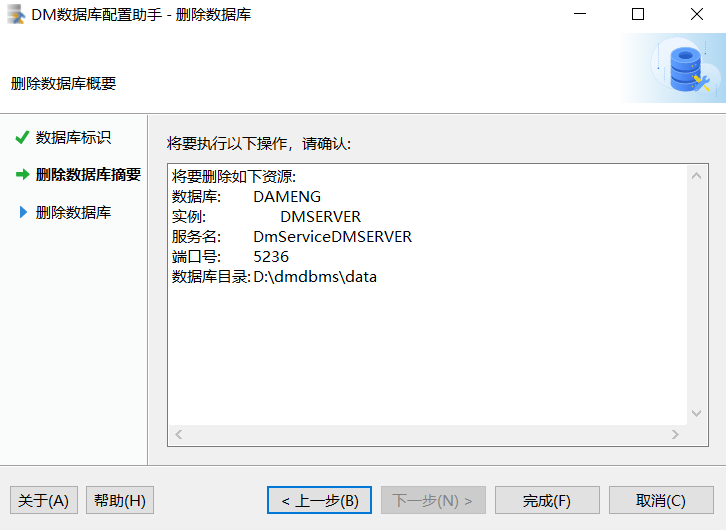 DM数据库配置助手 - 删除数据库
删除数据库概要
数据库标识
删除数据库摘要
删除数据库
将要执行以下操作，请确认:
将要删除如下资源:
数据库: DAMENG
实例: DMSERVER
服务名: DmServiceDMSERVER
端口号: 5236
数据库目录: D:\dmdbms\data
关于(A) 帮助(H) < 上一步(B) 下一步(N) > 完成(F) 取消(C)